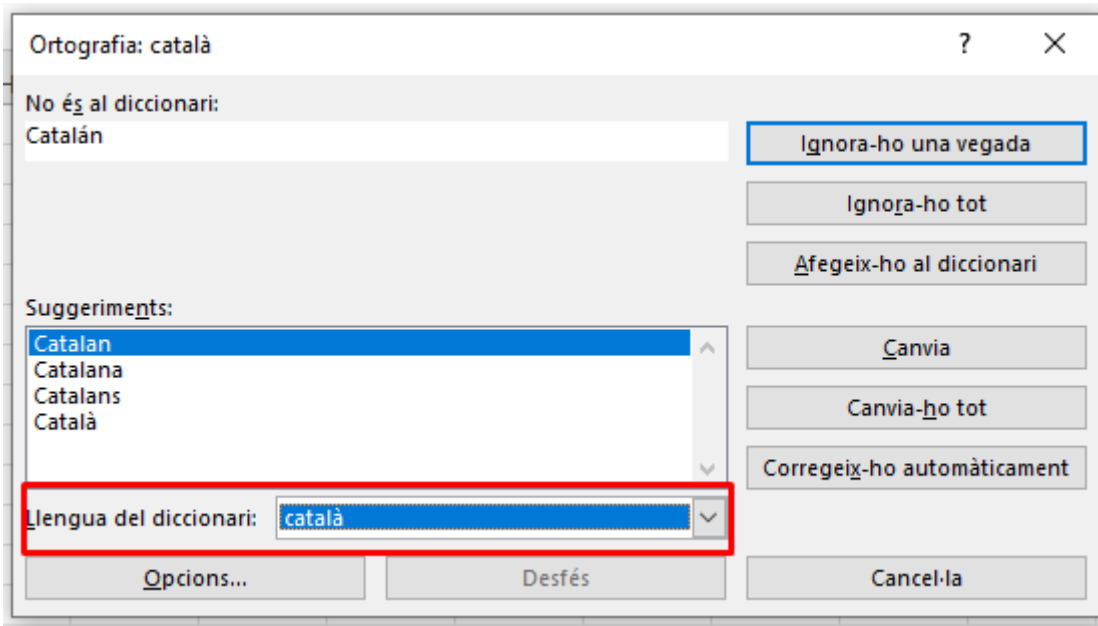 Ortografia: català
?
No és al diccionari:
Catalán
Ignora-ho una vegada
Ignora-ho tot
Afegeix-ho al diccionari
Suggeriments:
Catalan
Catalana
Catalans
Català
Canvia
Canvia-ho tot
Corregeix-ho automàticament
Llengua del diccionari:
català
Opcions...
Desfés
Cancel·la